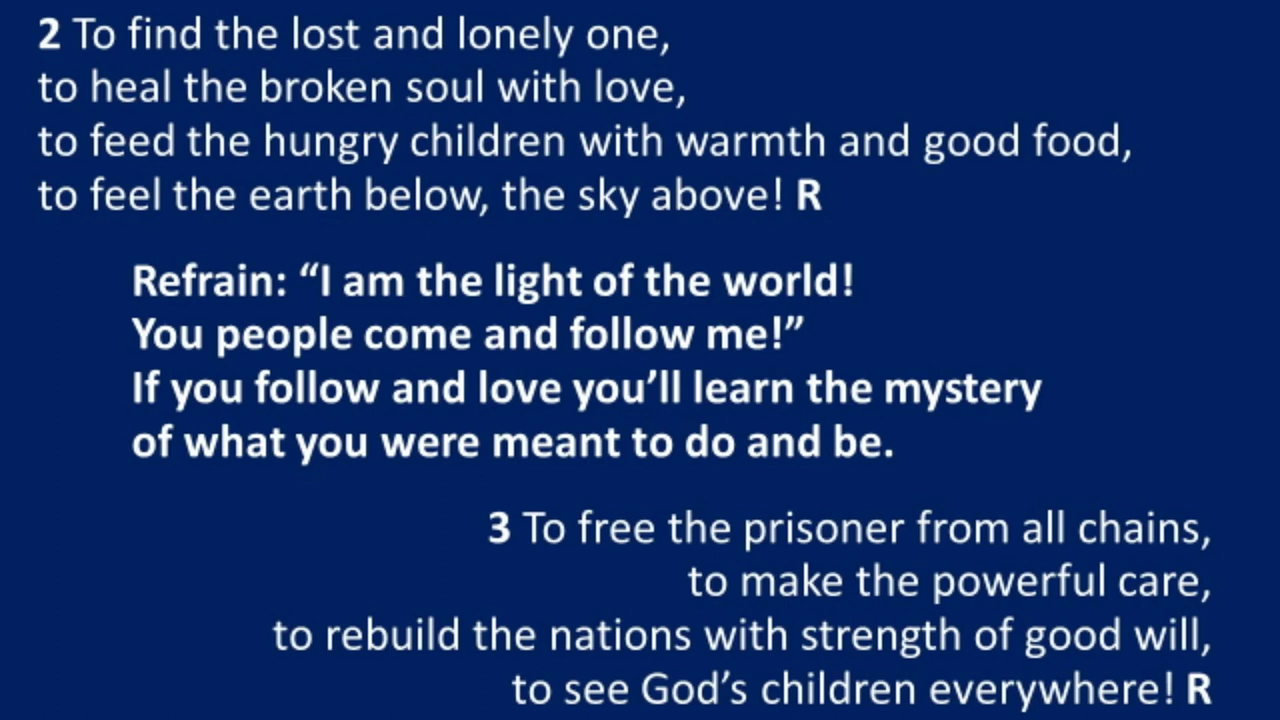 2 To find the lost and lonely one,
to heal the broken soul with love,
to feed the hungry children with warmth and good food,
to feel the earth below, the sky above! R
Refrain: “I am the light of the world!
You people come and follow me!”
If you follow and love you’ll learn the mystery
of what you were meant to do and be.
3 To free the prisoner from all chains,
to make the powerful care,
to rebuild the nations with strength of good will,
to see God’s children everywhere! R